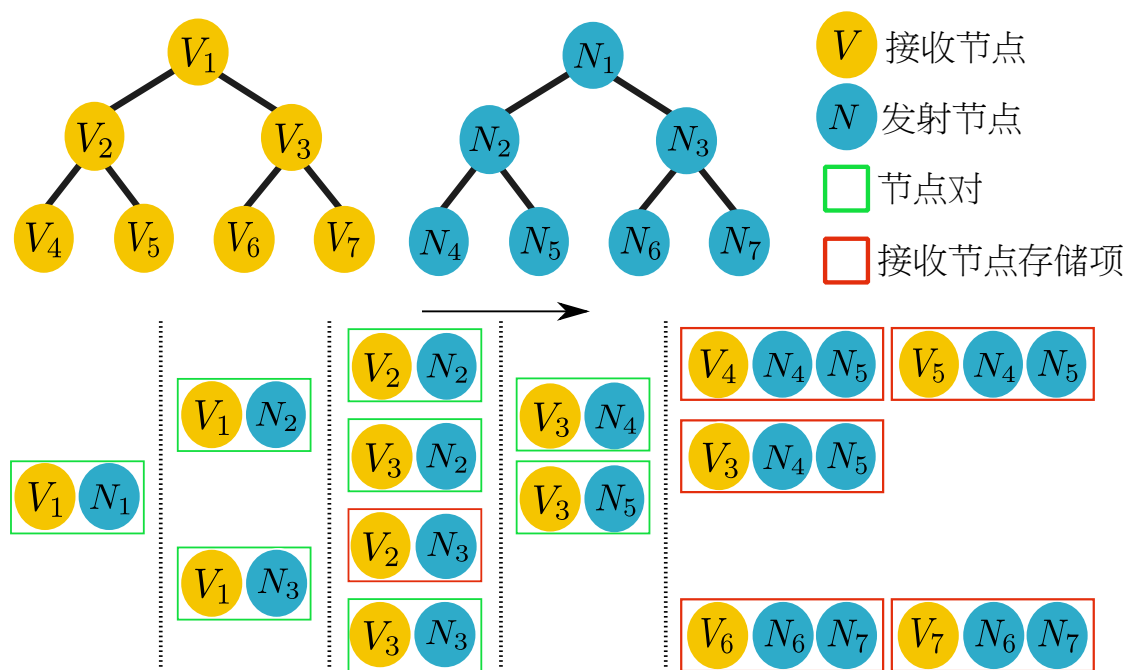 V₁
N₁
V 接收节点
V₂ V₃
N₂ N₃
N 发射节点
节点对
V₄ V₅ V₆ V₇
N₄ N₅ N₆ N₇
接收节点存储项
V₁ N₁
V₁ N₂
V₁ N₃
V₂ N₂
V₃ N₂
V₂ N₃
V₃ N₃
V₃ N₄
V₃ N₅
V₄ N₄ N₅
V₅ N₄ N₅
V₃ N₄ N₅
V₆ N₆ N₇
V₇ N₆ N₇